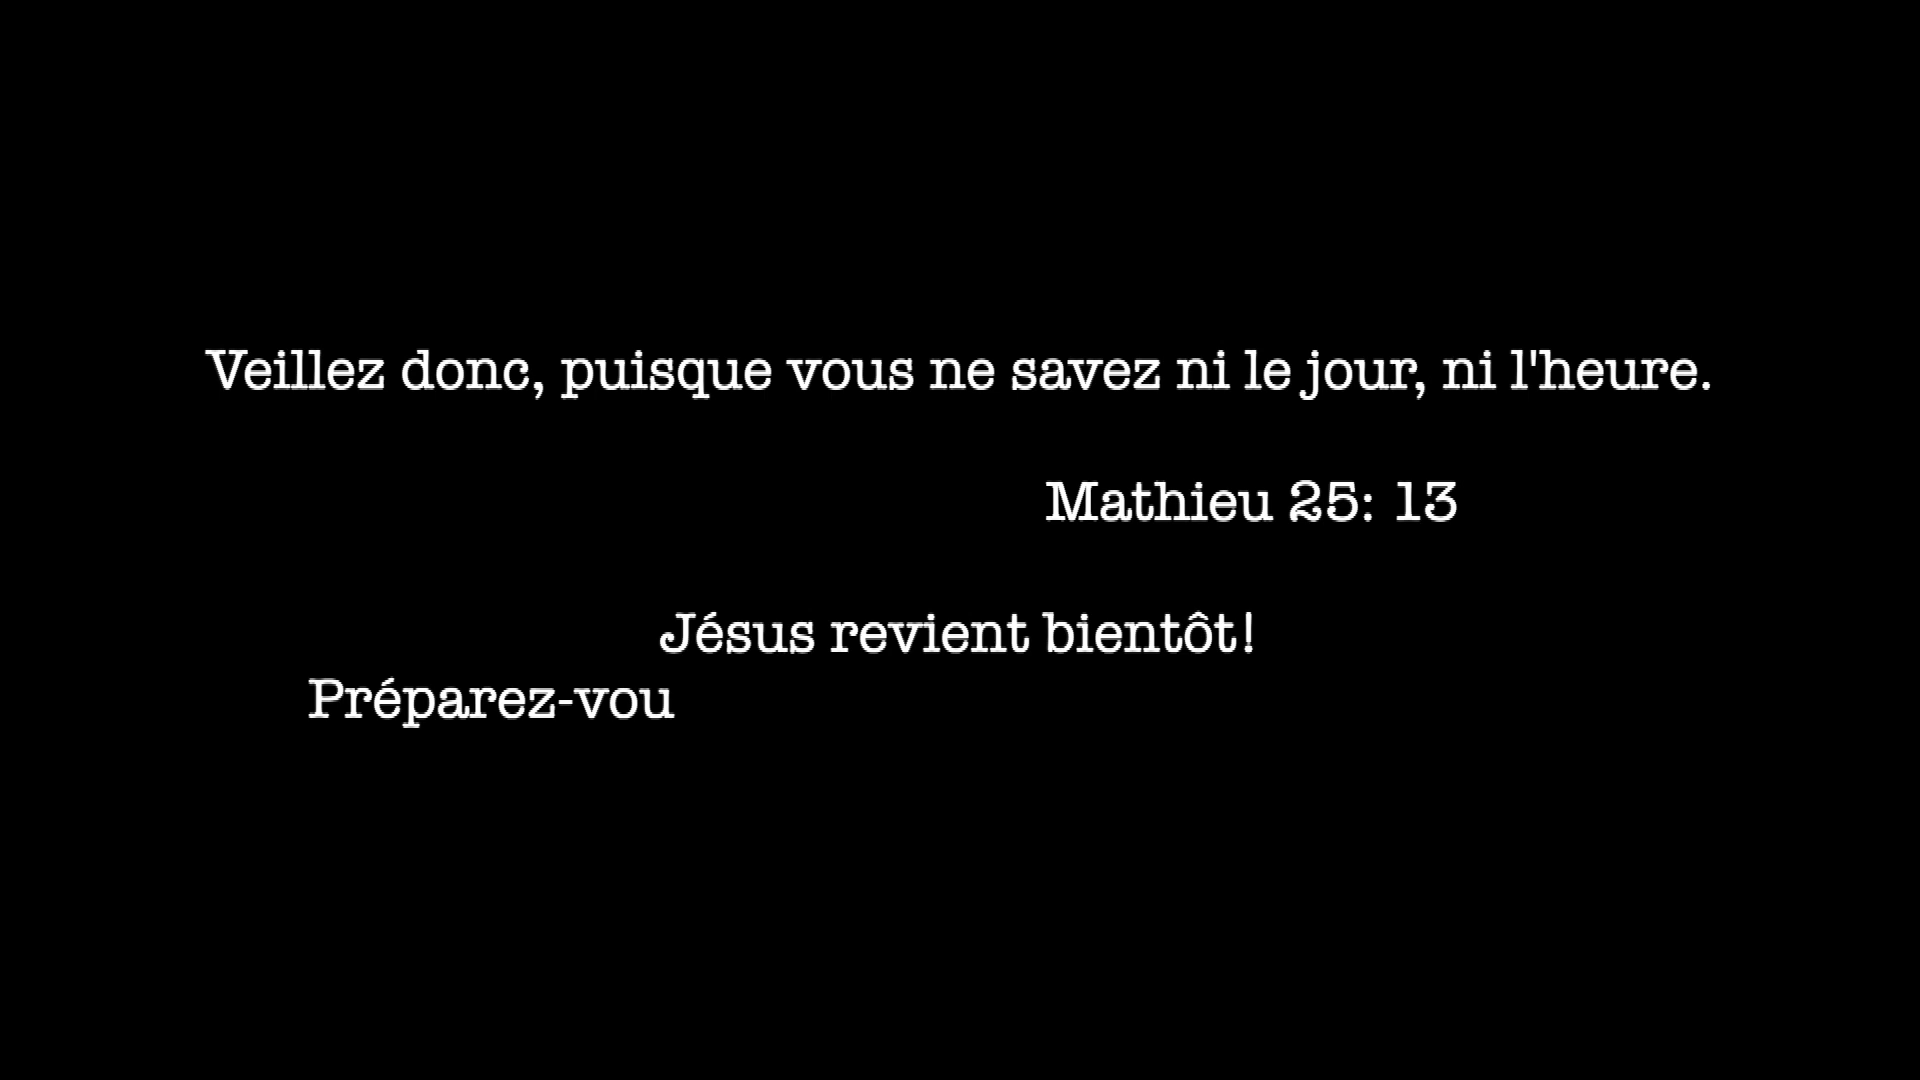 Veillez donc, puisque vous ne savez ni le jour, ni l'heure.
Mathieu 25: 13
Jésus revient bientôt!
Préparez-vou